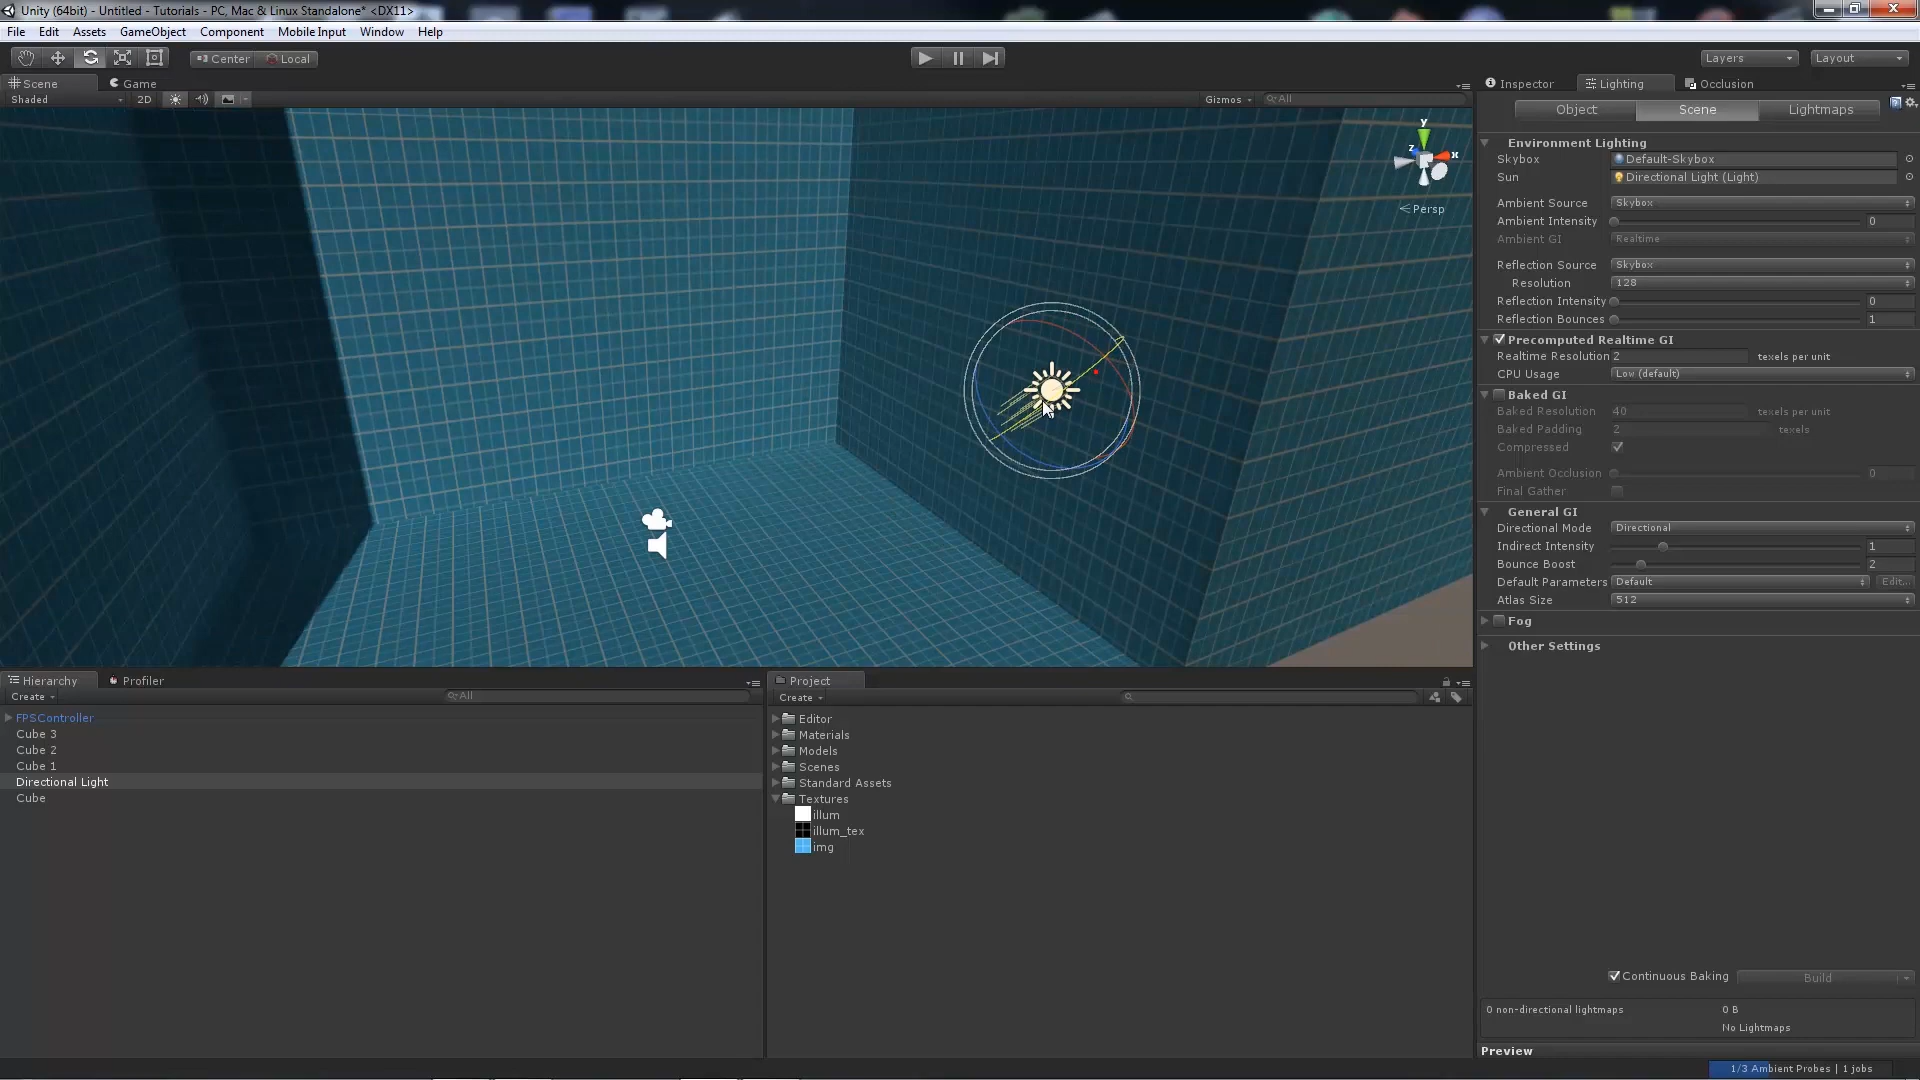 Unity (64bit) - Untitled - Tutorials - PC, Mac & Linux Standalone* <DX11>
File Edit Assets GameObject Component Mobile Input Window Help
Center Local
Layers Layout
Scene Game
Shaded 2D Gizmos All
y
z x
Persp
Inspector Lighting Occlusion
Object Scene Lightmaps
Environment Lighting
Skybox Default-Skybox
Sun Directional Light (Light)
Ambient Source Skybox
Ambient Intensity 0
Ambient GI Realtime
Reflection Source Skybox
Resolution 128
Reflection Intensity 0
Reflection Bounces 1
Precomputed Realtime GI
Realtime Resolution 2 texels per unit
CPU Usage Low (default)
Baked GI
Baked Resolution 40 texels per unit
Baked Padding 2 texels
Compressed
Ambient Occlusion 0
Final Gather
General GI
Directional Mode Directional
Indirect Intensity 1
Bounce Boost 2
Default Parameters Default Edit...
Atlas Size 512
Fog
Other Settings
Continuous Baking Build
0 non-directional lightmaps 0 B
No Lightmaps
Preview
1/3 Ambient Probes | 1 jobs
Hierarchy Profiler
Create All
FPSController
Cube 3
Cube 2
Cube 1
Directional Light
Cube
Project
Create
Editor
Materials
Models
Scenes
Standard Assets
Textures
illum
illum_tex
img